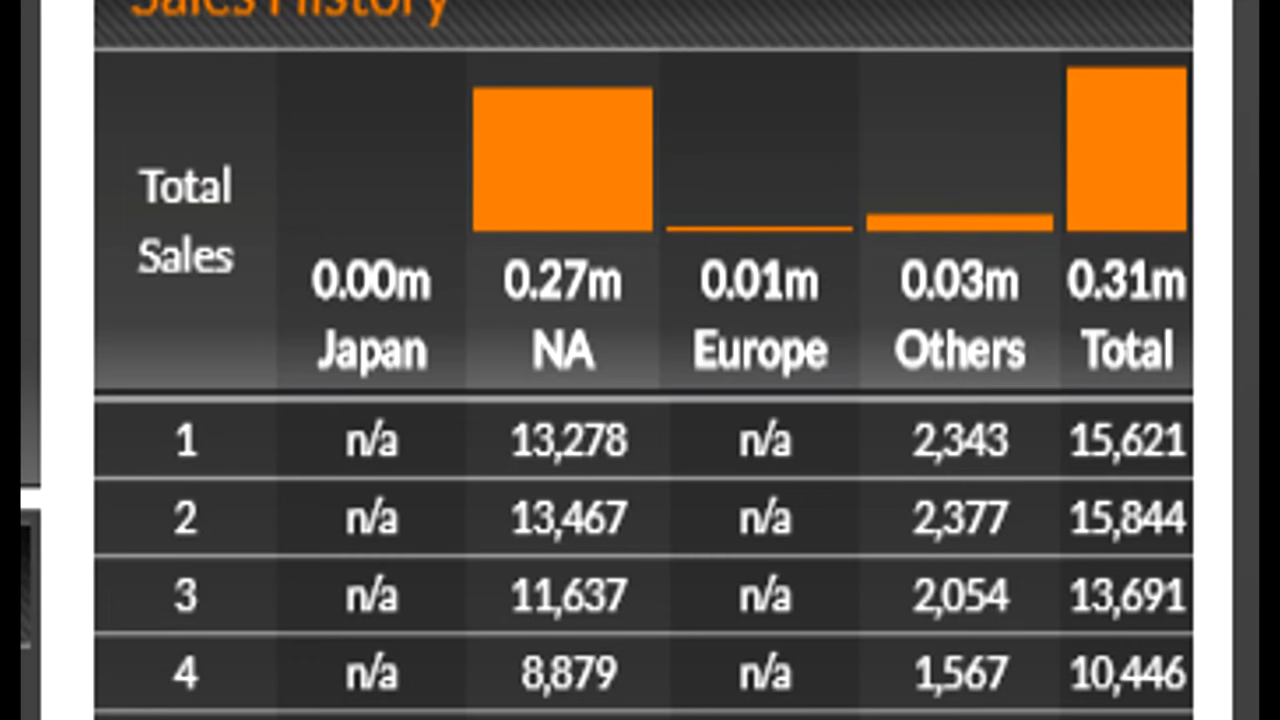 Sales History
Total
Sales
0.00m 0.27m 0.01m 0.03m 0.31m
Japan NA Europe Others Total
1 n/a 13,278 n/a 2,343 15,621
2 n/a 13,467 n/a 2,377 15,844
3 n/a 11,637 n/a 2,054 13,691
4 n/a 8,879 n/a 1,567 10,446